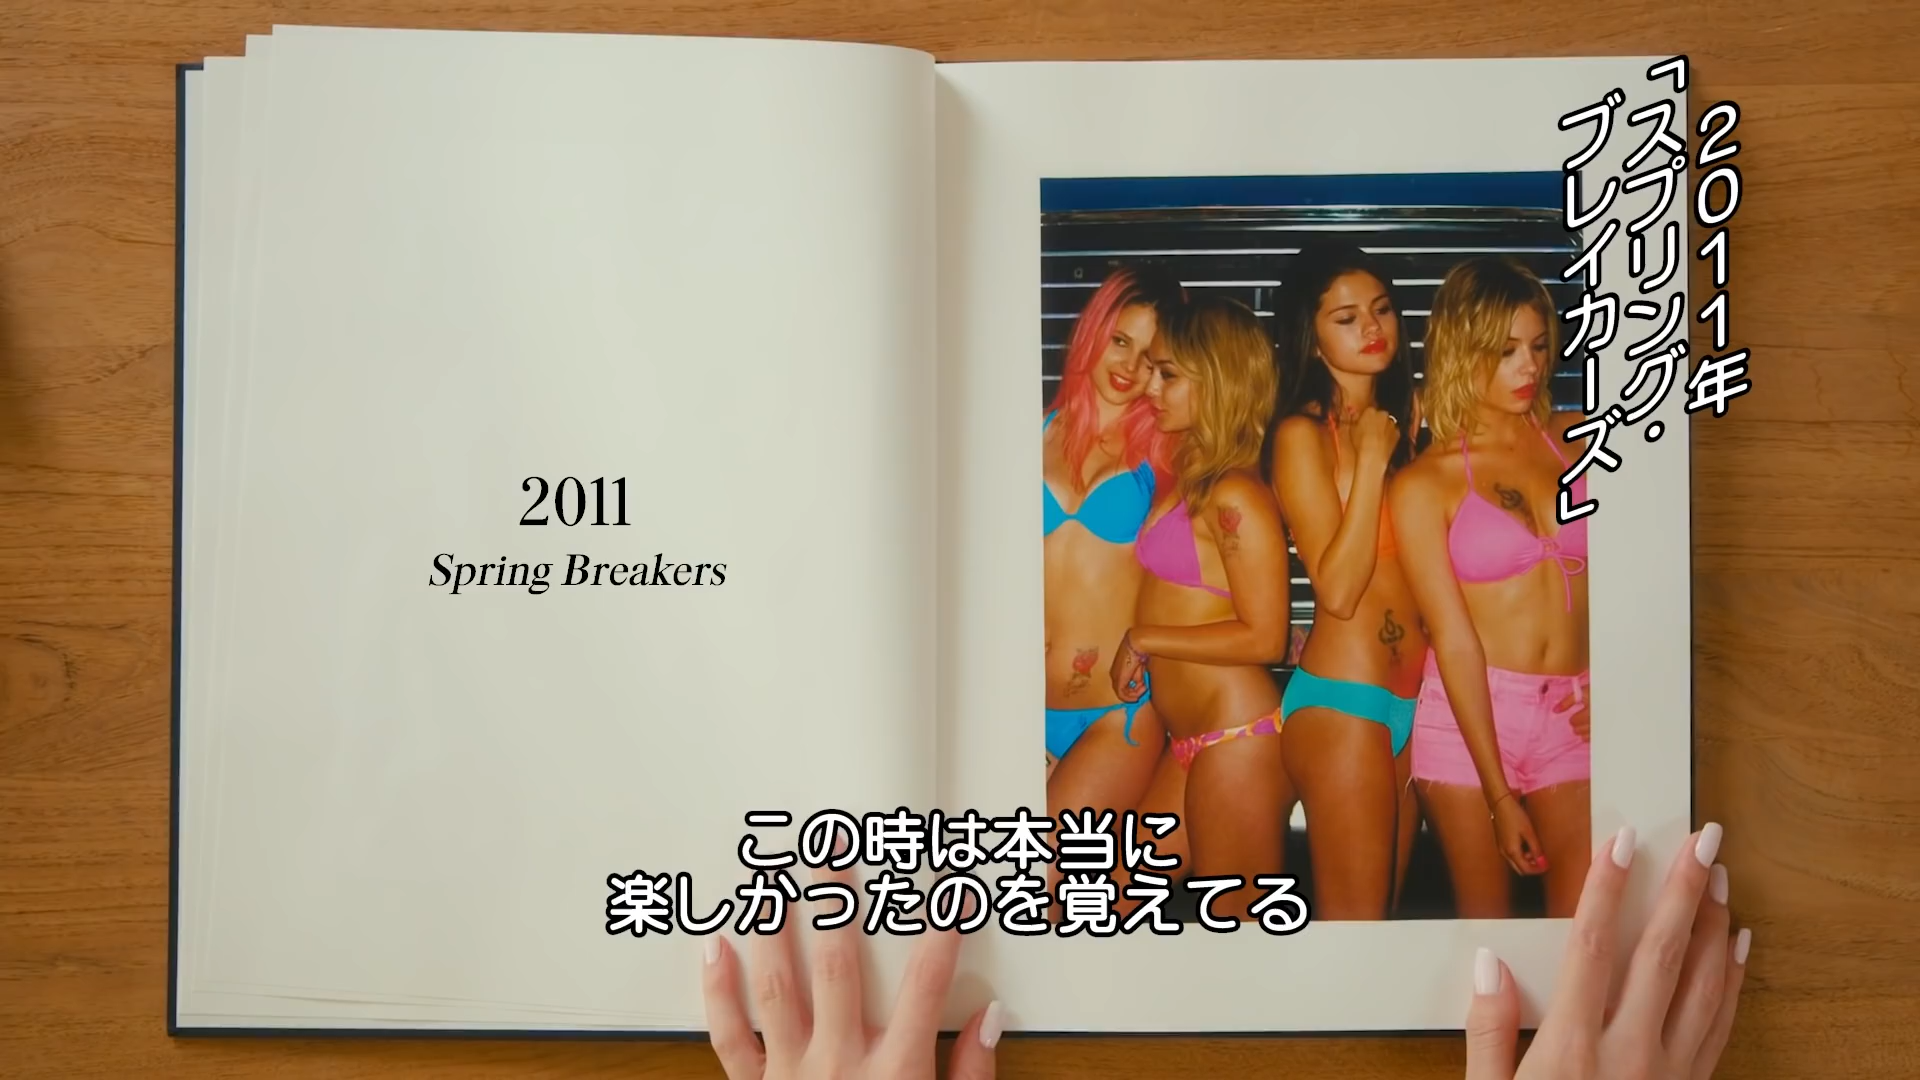 2011
Spring Breakers
2011年
「スプリング・
ブレイカーズ」
この時は本当に
楽しかったのを覚えてる